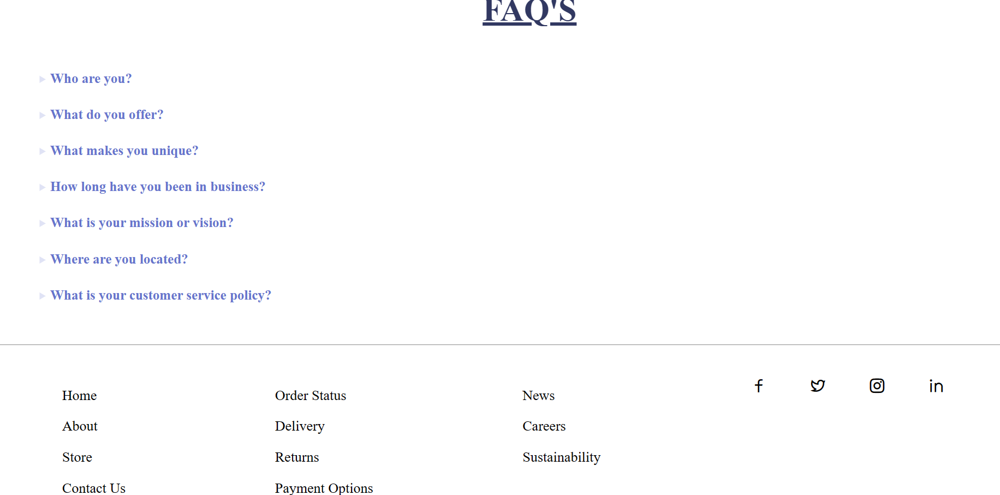 FAQ'S
Who are you?
What do you offer?
What makes you unique?
How long have you been in business?
What is your mission or vision?
Where are you located?
What is your customer service policy?
Home
About
Store
Contact Us
Order Status
Delivery
Returns
Payment Options
News
Careers
Sustainability